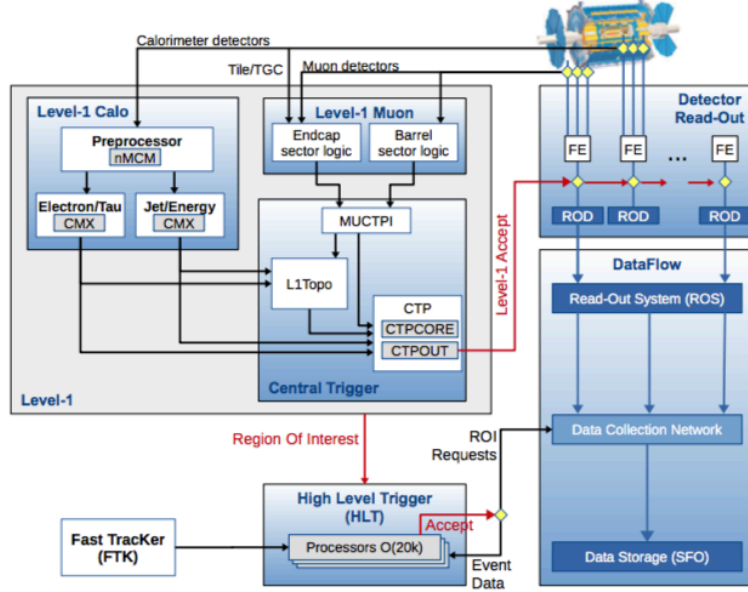 Calorimeter detectors
Tile/TGC
Muon detectors
Level-1 Calo
Preprocessor
nMCM
Electron/Tau
CMX
Jet/Energy
CMX
Level-1 Muon
Endcap
sector logic
Barrel
sector logic
MUCTPI
L1Topo
CTP
CTPCORE
CTPOUT
Central Trigger
Level-1
Level-1 Accept
Detector
Read-Out
FE
FE
...
FE
ROD
ROD
ROD
DataFlow
Read-Out System (ROS)
Data Collection Network
Data Storage (SFO)
Region Of Interest
ROI
Requests
High Level Trigger
(HLT)
Accept
Processors O(20k)
Event
Data
Fast TracKer
(FTK)